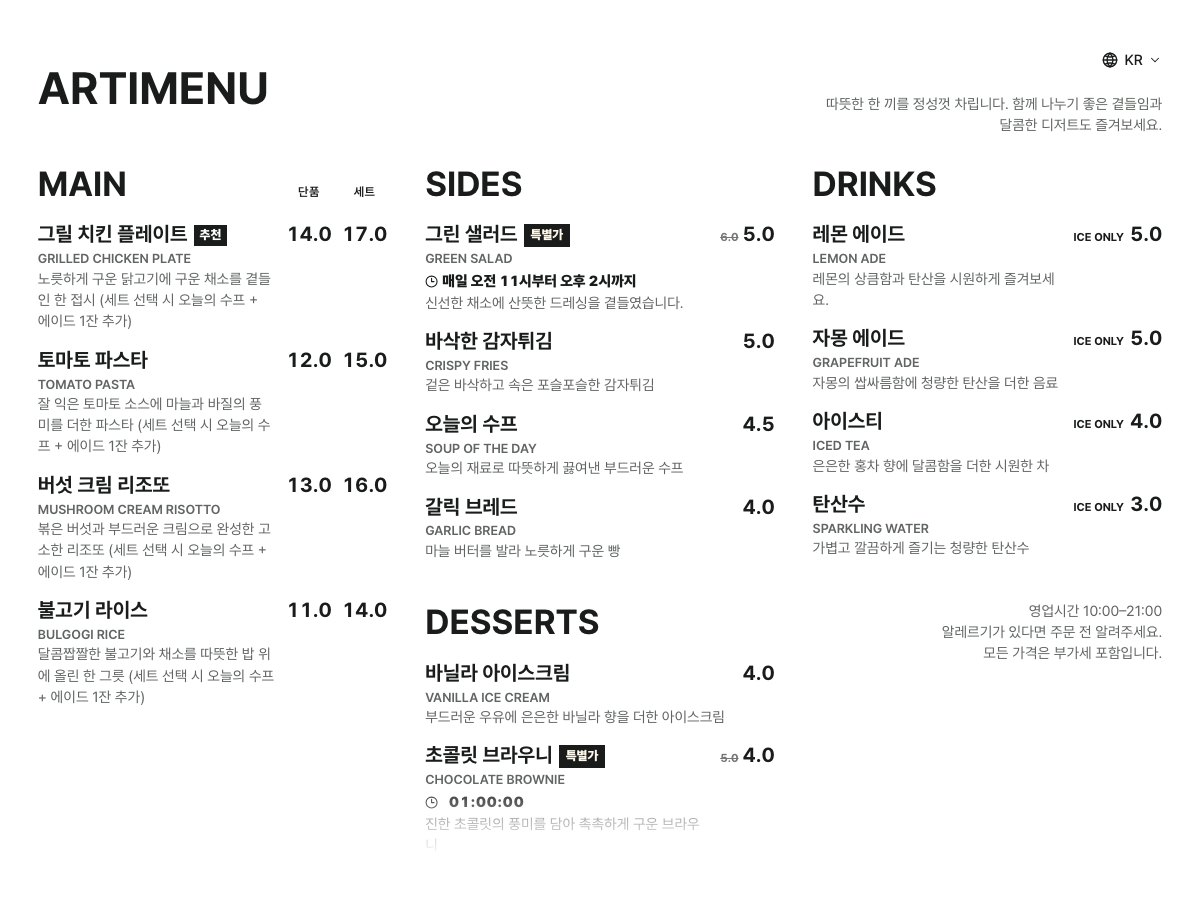 ARTIMENU
KR
따뜻한 한 끼를 정성껏 차립니다. 함께 나누기 좋은 곁들임과
달콤한 디저트도 즐겨보세요.
MAIN
단품 세트
그릴 치킨 플레이트 추천 14.0 17.0
GRILLED CHICKEN PLATE
노릇하게 구운 닭고기에 구운 채소를 곁들
인 한 접시 (세트 선택 시 오늘의 수프 +
에이드 1잔 추가)
토마토 파스타 12.0 15.0
TOMATO PASTA
잘 익은 토마토 소스에 마늘과 바질의 풍
미를 더한 파스타 (세트 선택 시 오늘의 수
프 + 에이드 1잔 추가)
버섯 크림 리조또 13.0 16.0
MUSHROOM CREAM RISOTTO
볶은 버섯과 부드러운 크림으로 완성한 고
소한 리조또 (세트 선택 시 오늘의 수프 +
에이드 1잔 추가)
불고기 라이스 11.0 14.0
BULGOGI RICE
달콤짭짤한 불고기와 채소를 따뜻한 밥 위
에 올린 한 그릇 (세트 선택 시 오늘의 수프
+ 에이드 1잔 추가)
SIDES
그린 샐러드 특별가 6.0 5.0
GREEN SALAD
매일 오전 11시부터 오후 2시까지
신선한 채소에 산뜻한 드레싱을 곁들였습니다.
바삭한 감자튀김 5.0
CRISPY FRIES
겉은 바삭하고 속은 포슬포슬한 감자튀김
오늘의 수프 4.5
SOUP OF THE DAY
오늘의 재료로 따뜻하게 끓여낸 부드러운 수프
갈릭 브레드 4.0
GARLIC BREAD
마늘 버터를 발라 노릇하게 구운 빵
DESSERTS
바닐라 아이스크림 4.0
VANILLA ICE CREAM
부드러운 우유에 은은한 바닐라 향을 더한 아이스크림
초콜릿 브라우니 특별가 5.0 4.0
CHOCOLATE BROWNIE
01:00:00
진한 초콜릿의 풍미를 담아 촉촉하게 구운 브라우
니
DRINKS
레몬 에이드 ICE ONLY 5.0
LEMON ADE
레몬의 상큼함과 탄산을 시원하게 즐겨보세
요.
자몽 에이드 ICE ONLY 5.0
GRAPEFRUIT ADE
자몽의 쌉싸름함에 청량한 탄산을 더한 음료
아이스티 ICE ONLY 4.0
ICED TEA
은은한 홍차 향에 달콤함을 더한 시원한 차
탄산수 ICE ONLY 3.0
SPARKLING WATER
가볍고 깔끔하게 즐기는 청량한 탄산수
영업시간 10:00–21:00
알레르기가 있다면 주문 전 알려주세요.
모든 가격은 부가세 포함입니다.